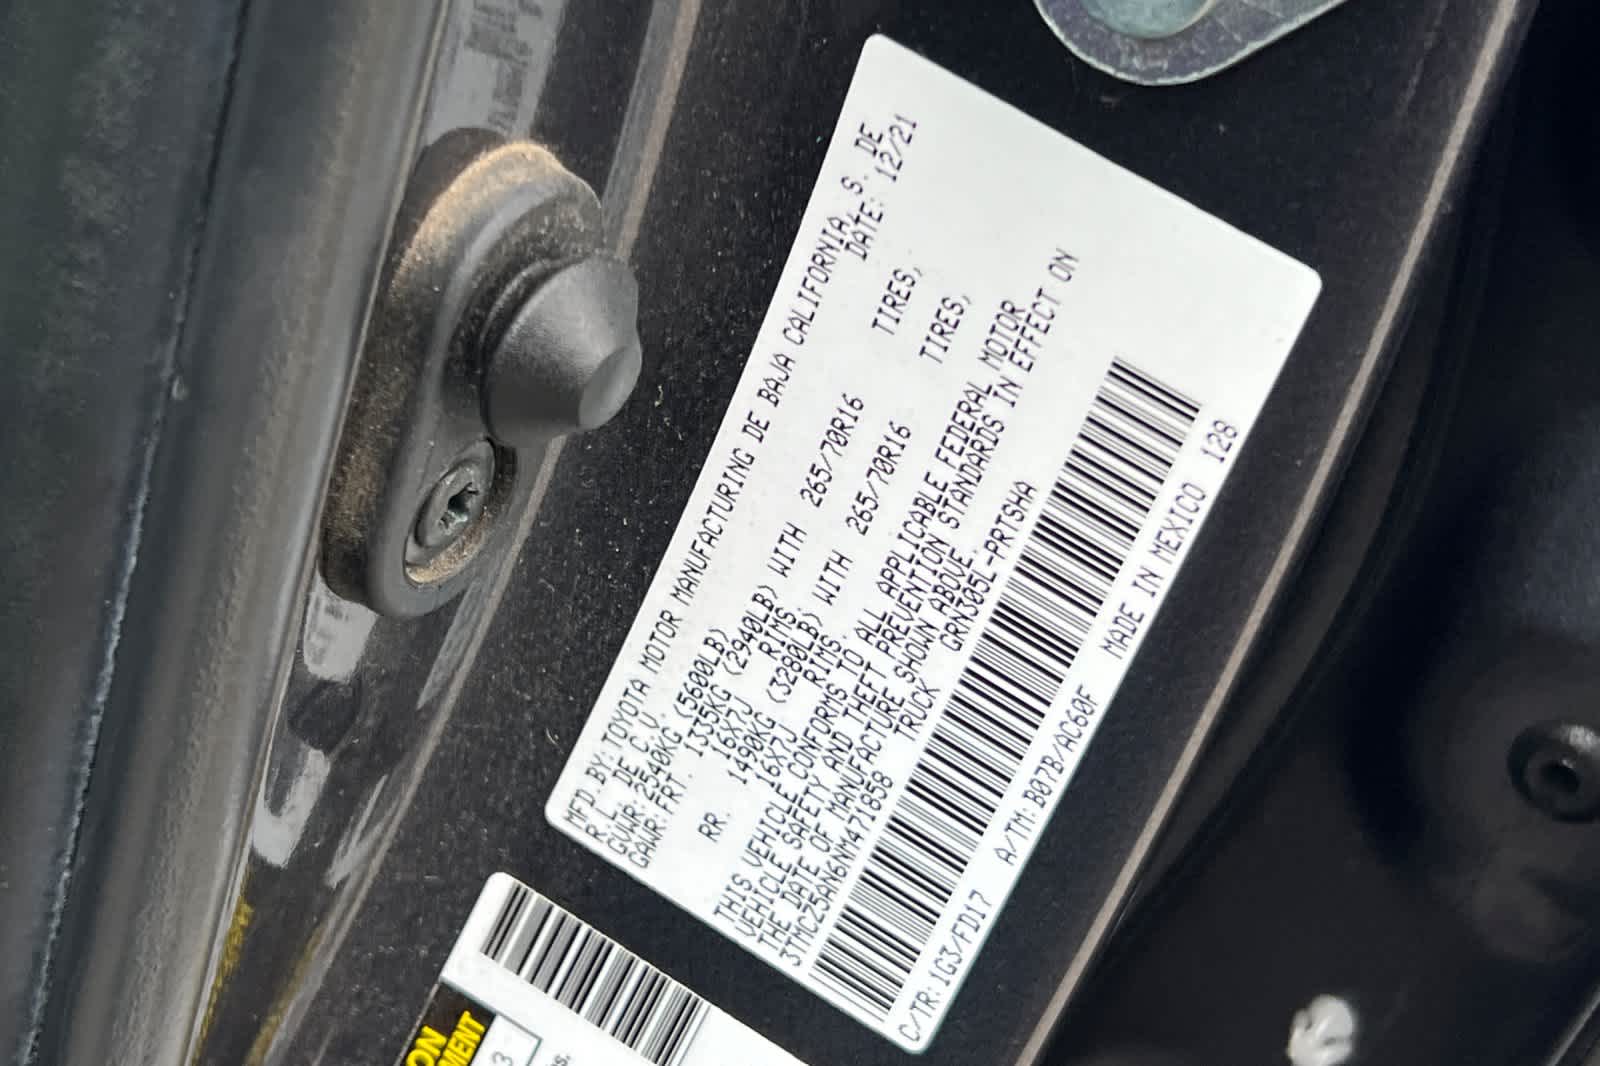 MFD.BY:TOYOTA MOTOR MANUFACTURING DE BAJA CALIFORNIA, S. DE
R.L. DE C.V. DATE: 12/21
GVWR:2540KG (5600LB)
GAWR:FRT. 1335KG (2940LB) WITH 265/70R16 TIRES,
16X7J RIMS,
RR. 1490KG (3280LB) WITH 265/70R16 TIRES,
16X7J RIMS.
THIS VEHICLE CONFORMS TO ALL APPLICABLE FEDERAL MOTOR
VEHICLE SAFETY AND THEFT PREVENTION STANDARDS IN EFFECT ON
THE DATE OF MANUFACTURE SHOWN ABOVE.
3TMCZ5AN6NM471858 TRUCK GRN305L-PRTSHA
C/TR:1G3/FD17 A/TM:B07B/AC60F MADE IN MEXICO 128
ON
MENT
3